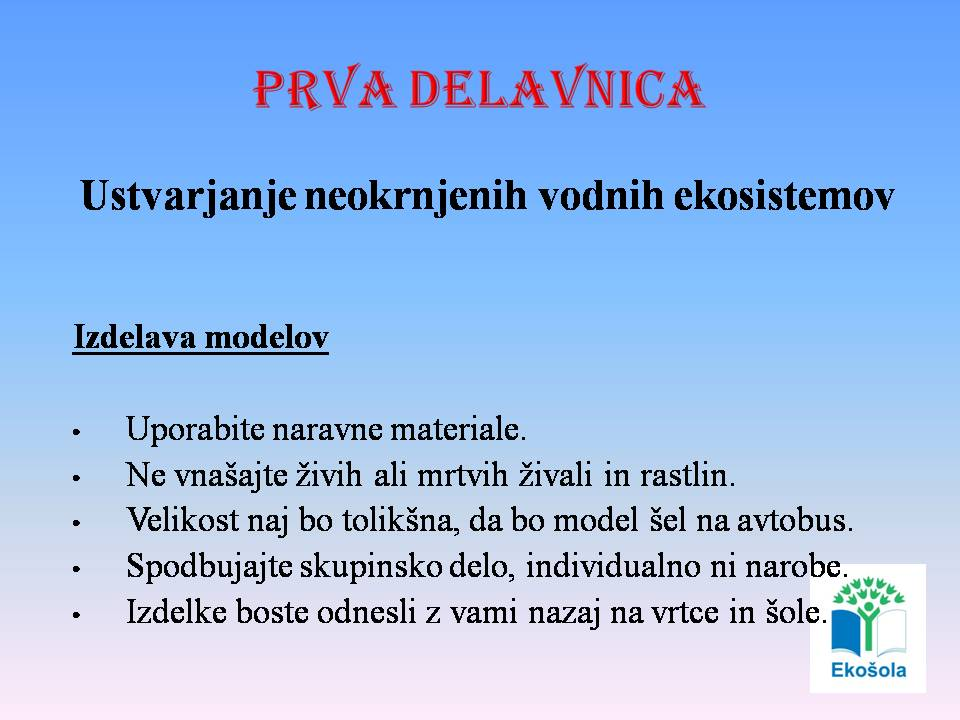 PRVA DELAVNICA
Ustvarjanje neokrnjenih vodnih ekosistemov
Izdelava modelov
• Uporabite naravne materiale.
• Ne vnašajte živih ali mrtvih živali in rastlin.
• Velikost naj bo tolikšna, da bo model šel na avtobus.
• Spodbujajte skupinsko delo, individualno ni narobe.
• Izdelke boste odnesli z vami nazaj na vrtce in šole.
Ekošola